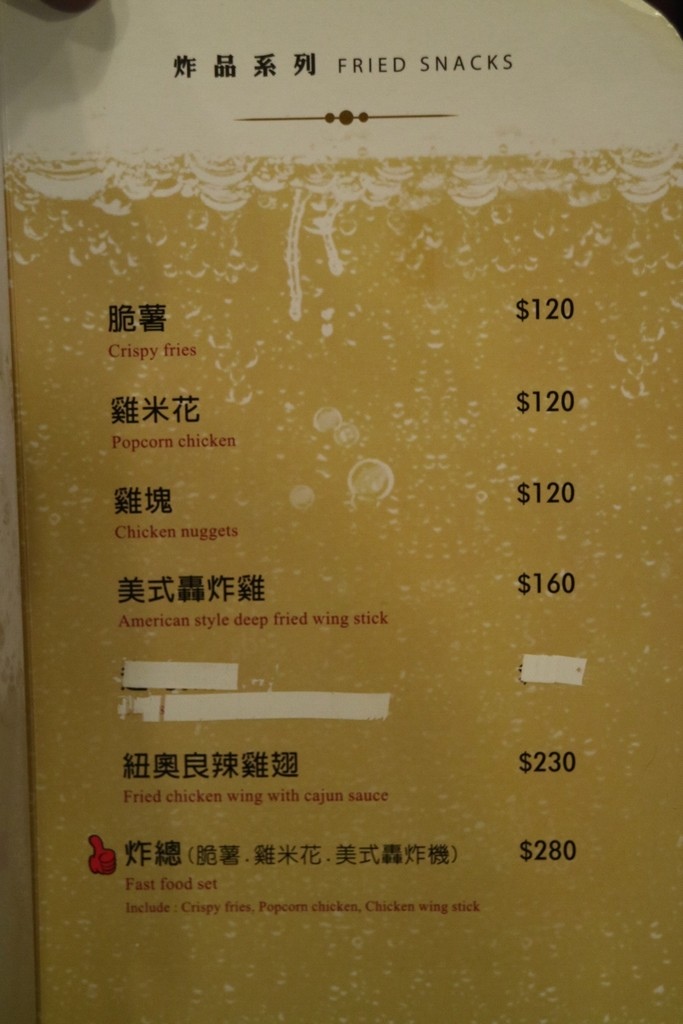 炸品系列 FRIED SNACKS
脆薯 $120
Crispy fries
雞米花 $120
Popcorn chicken
雞塊 $120
Chicken nuggets
美式轟炸雞 $160
American style deep fried wing stick
紐奧良辣雞翅 $230
Fried chicken wing with cajun sauce
炸總(脆薯.雞米花.美式轟炸機) $280
Fast food set
Include : Crispy fries, Popcorn chicken, Chicken wing stick